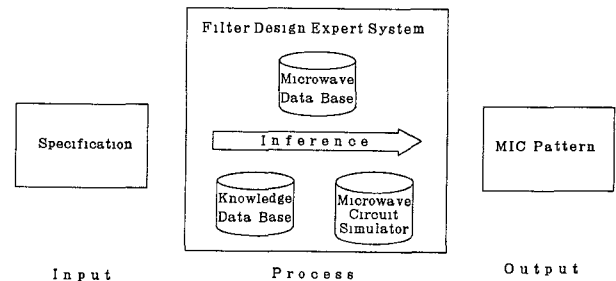 Filter Design Expert System
Microwave
Data Base
Specification
Inference
MIC Pattern
Knowledge
Data Base
Microwave
Circuit
Simulator
Input
Process
Output